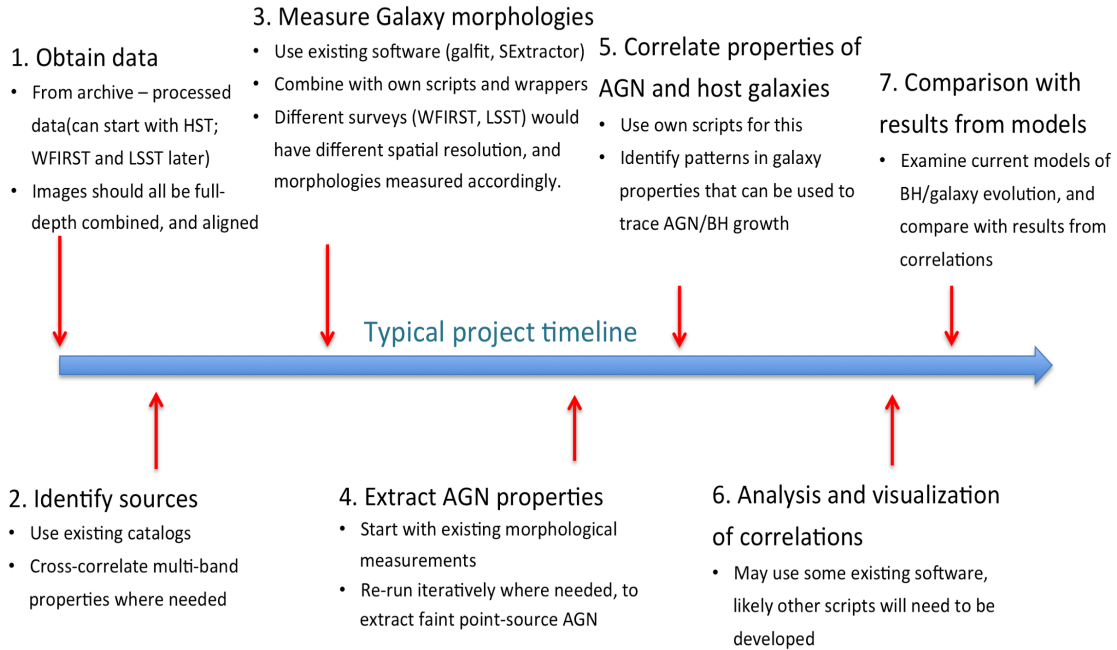 1. Obtain data
• From archive – processed
data(can start with HST;
WFIRST and LSST later)
• Images should all be full-
depth combined, and aligned
3. Measure Galaxy morphologies
• Use existing software (galfit, SExtractor)
• Combine with own scripts and wrappers
• Different surveys (WFIRST, LSST) would
have different spatial resolution, and
morphologies measured accordingly.
5. Correlate properties of
AGN and host galaxies
• Use own scripts for this
• Identify patterns in galaxy
properties that can be used to
trace AGN/BH growth
7. Comparison with
results from models
• Examine current models of
BH/galaxy evolution, and
compare with results from
correlations
Typical project timeline
2. Identify sources
• Use existing catalogs
• Cross-correlate multi-band
properties where needed
4. Extract AGN properties
• Start with existing morphological
measurements
• Re-run iteratively where needed, to
extract faint point-source AGN
6. Analysis and visualization
of correlations
• May use some existing software,
likely other scripts will need to be
developed